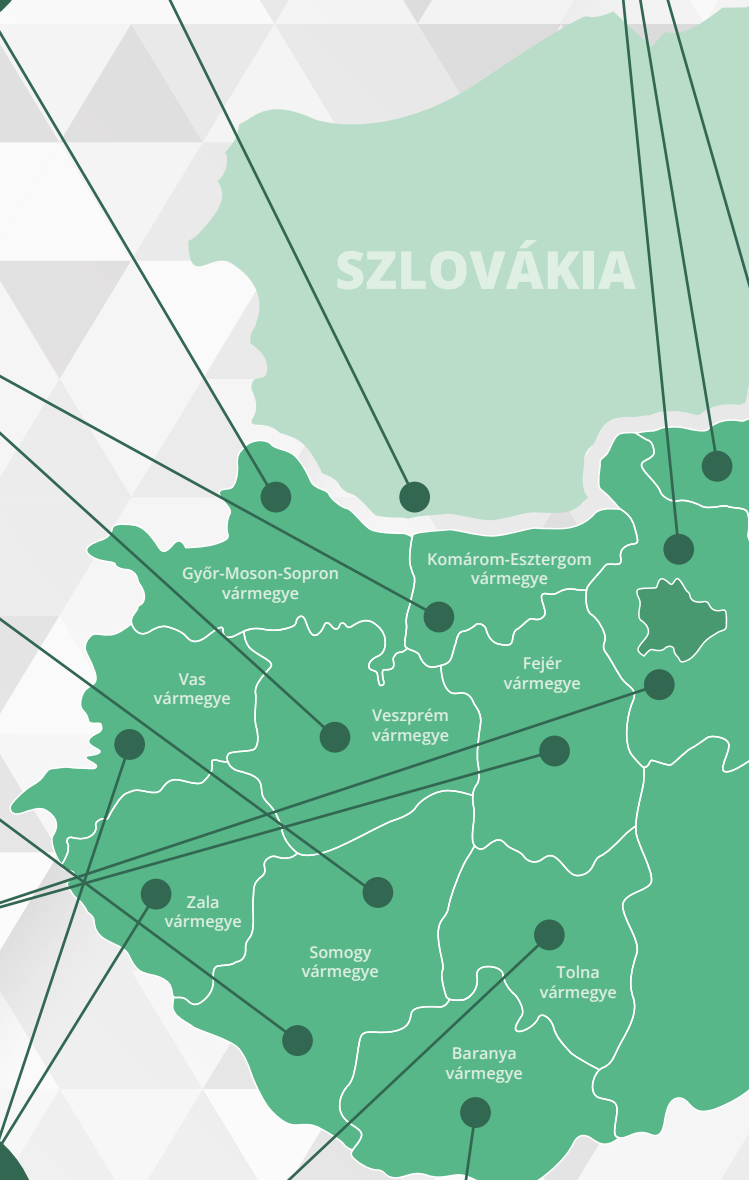 SZLOVÁKIA
Győr-Moson-Sopron
vármegye
Komárom-Esztergom
vármegye
Vas
vármegye
Fejér
vármegye
Veszprém
vármegye
Zala
vármegye
Somogy
vármegye
Tolna
vármegye
Baranya
vármegye